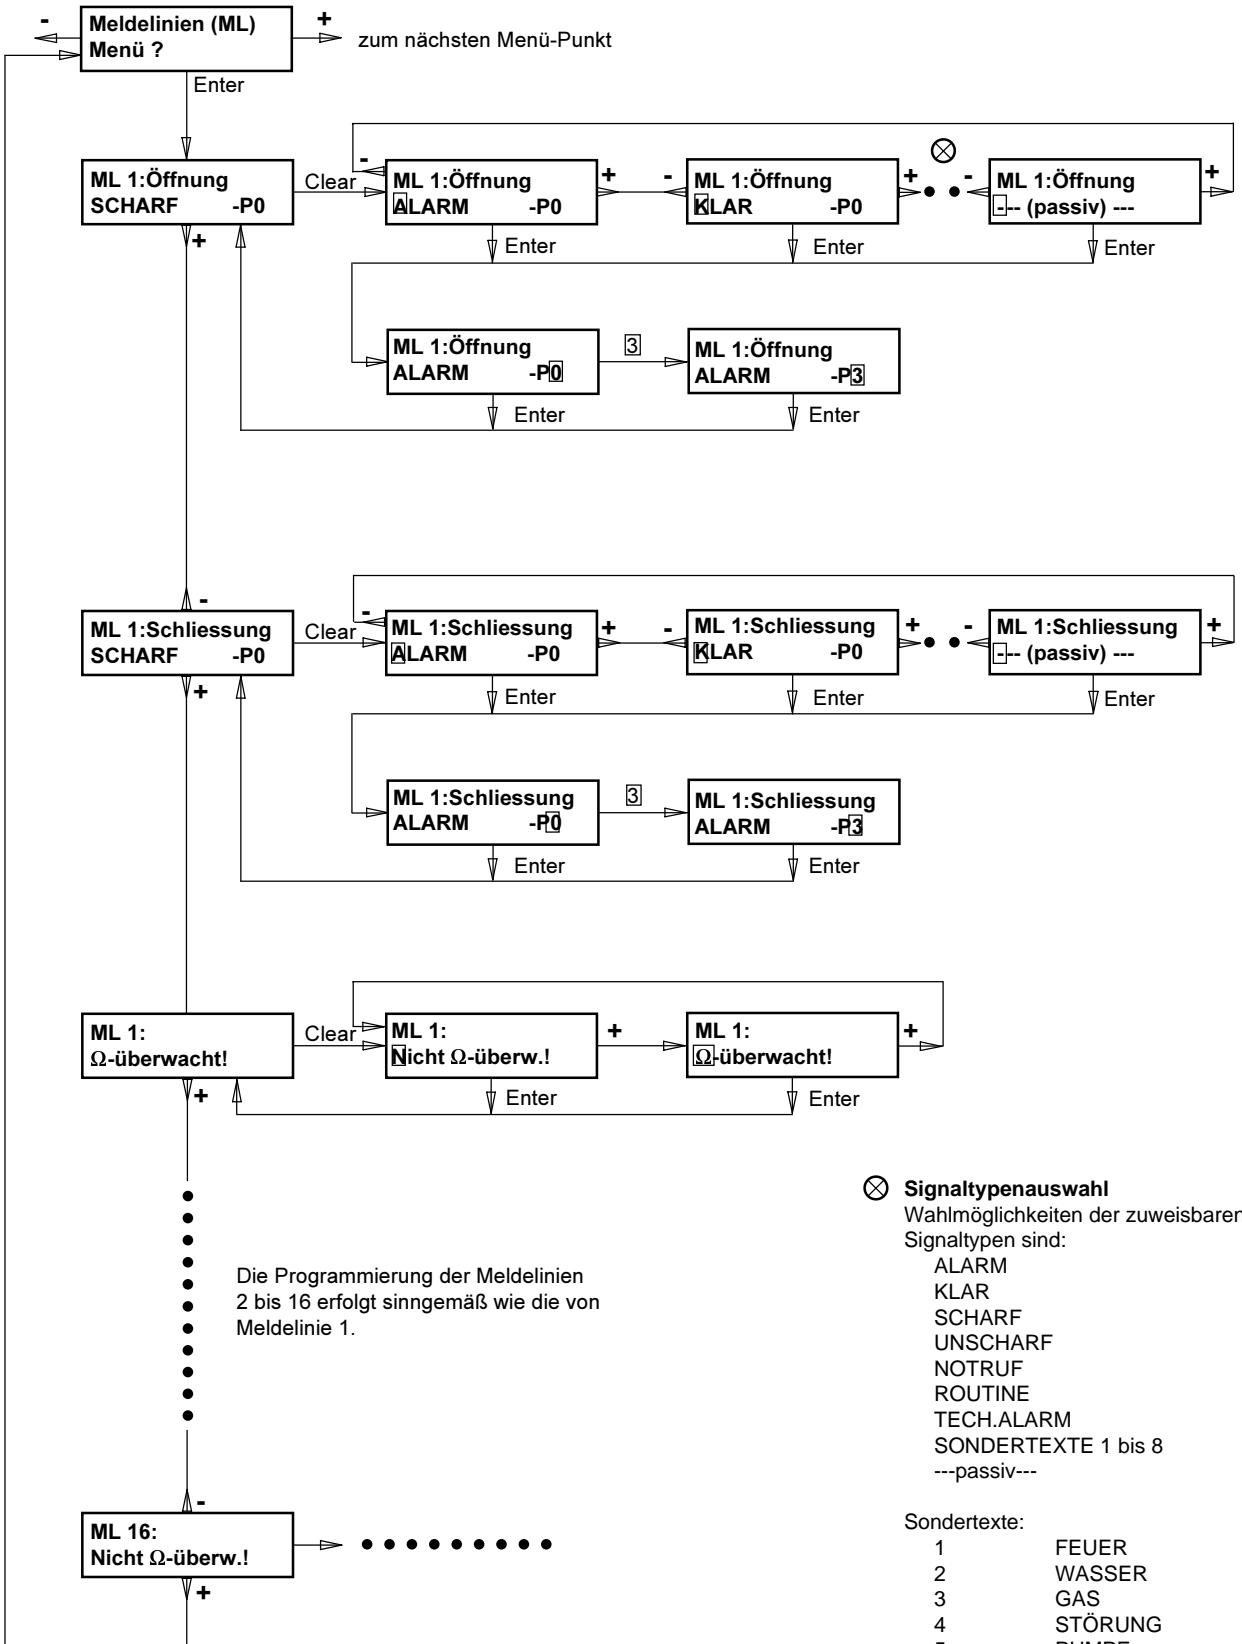 - Meldelinien (ML) +
Menü ? zum nächsten Menü-Punkt
Enter
ML 1:Öffnung Clear - ML 1:Öffnung + - ML 1:Öffnung + - ML 1:Öffnung +
SCHARF -P0 ALARM -P0 KLAR -P0 --- (passiv) ---
+ Enter Enter Enter
ML 1:Öffnung 3 ML 1:Öffnung
ALARM -P0 ALARM -P3
Enter Enter
-
ML 1:Schliessung Clear - ML 1:Schliessung + - ML 1:Schliessung + - ML 1:Schliessung +
SCHARF -P0 ALARM -P0 KLAR -P0 --- (passiv) ---
+ Enter Enter Enter
ML 1:Schliessung 3 ML 1:Schliessung
ALARM -P0 ALARM -P3
Enter Enter
ML 1: Clear ML 1: + ML 1: +
Ω-überwacht! Nicht Ω-überw.! Ω-überwacht!
+ Enter Enter
Signaltypenauswahl
Wahlmöglichkeiten der zuweisbaren
Signaltypen sind:
ALARM
KLAR
SCHARF
UNSCHARF
NOTRUF
ROUTINE
TECH.ALARM
SONDERTEXTE 1 bis 8
---passiv---
Die Programmierung der Meldelinien
2 bis 16 erfolgt sinngemäß wie die von
Meldelinie 1.
-
ML 16:
Nicht Ω-überw.!
+
Sondertexte:
1 FEUER
2 WASSER
3 GAS
4 STÖRUNG
5 PUMPE